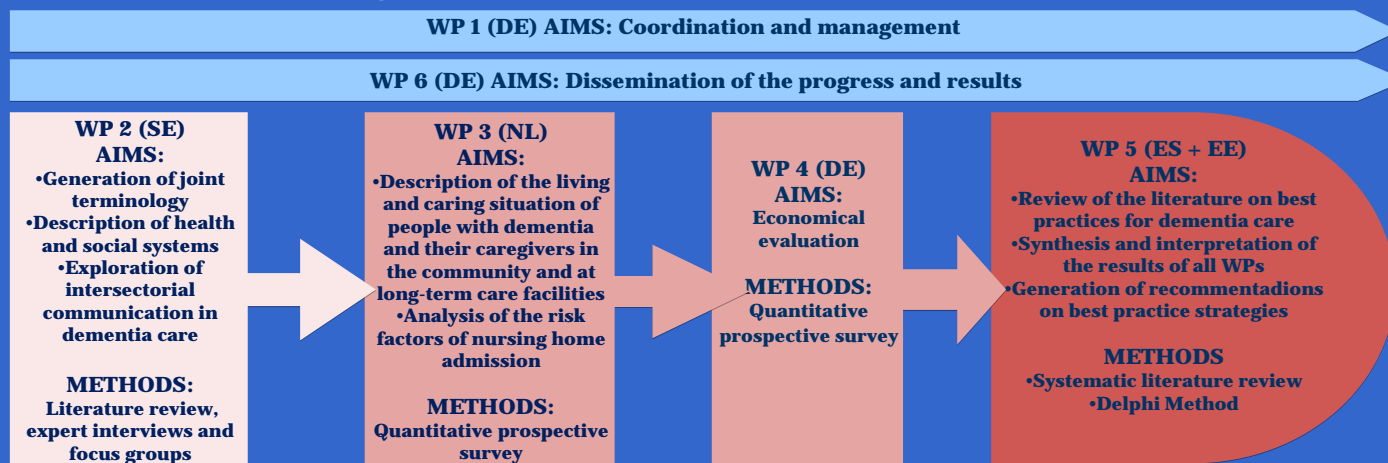 WP 1 (DE) AIMS: Coordination and management
WP 6 (DE) AIMS: Dissemination of the progress and results
WP 2 (SE)
AIMS:
•Generation of joint
terminology
•Description of health
and social systems
•Exploration of
intersectorial
communication in
dementia care
METHODS:
Literature review,
expert interviews and
focus groups
WP 3 (NL)
AIMS:
•Description of the living
and caring situation of
people with dementia
and their caregivers in
the community and at
long-term care facilities
•Analysis of the risk
factors of nursing home
admission
METHODS:
Quantitative prospective
survey
WP 4 (DE)
AIMS:
Economical
evaluation
METHODS:
Quantitative
prospective survey
WP 5 (ES + EE)
AIMS:
•Review of the literature on best
practices for dementia care
•Synthesis and interpretation of
the results of all WPs
•Generation of recommentadions
on best practice strategies
METHODS
•Systematic literature review
•Delphi Method